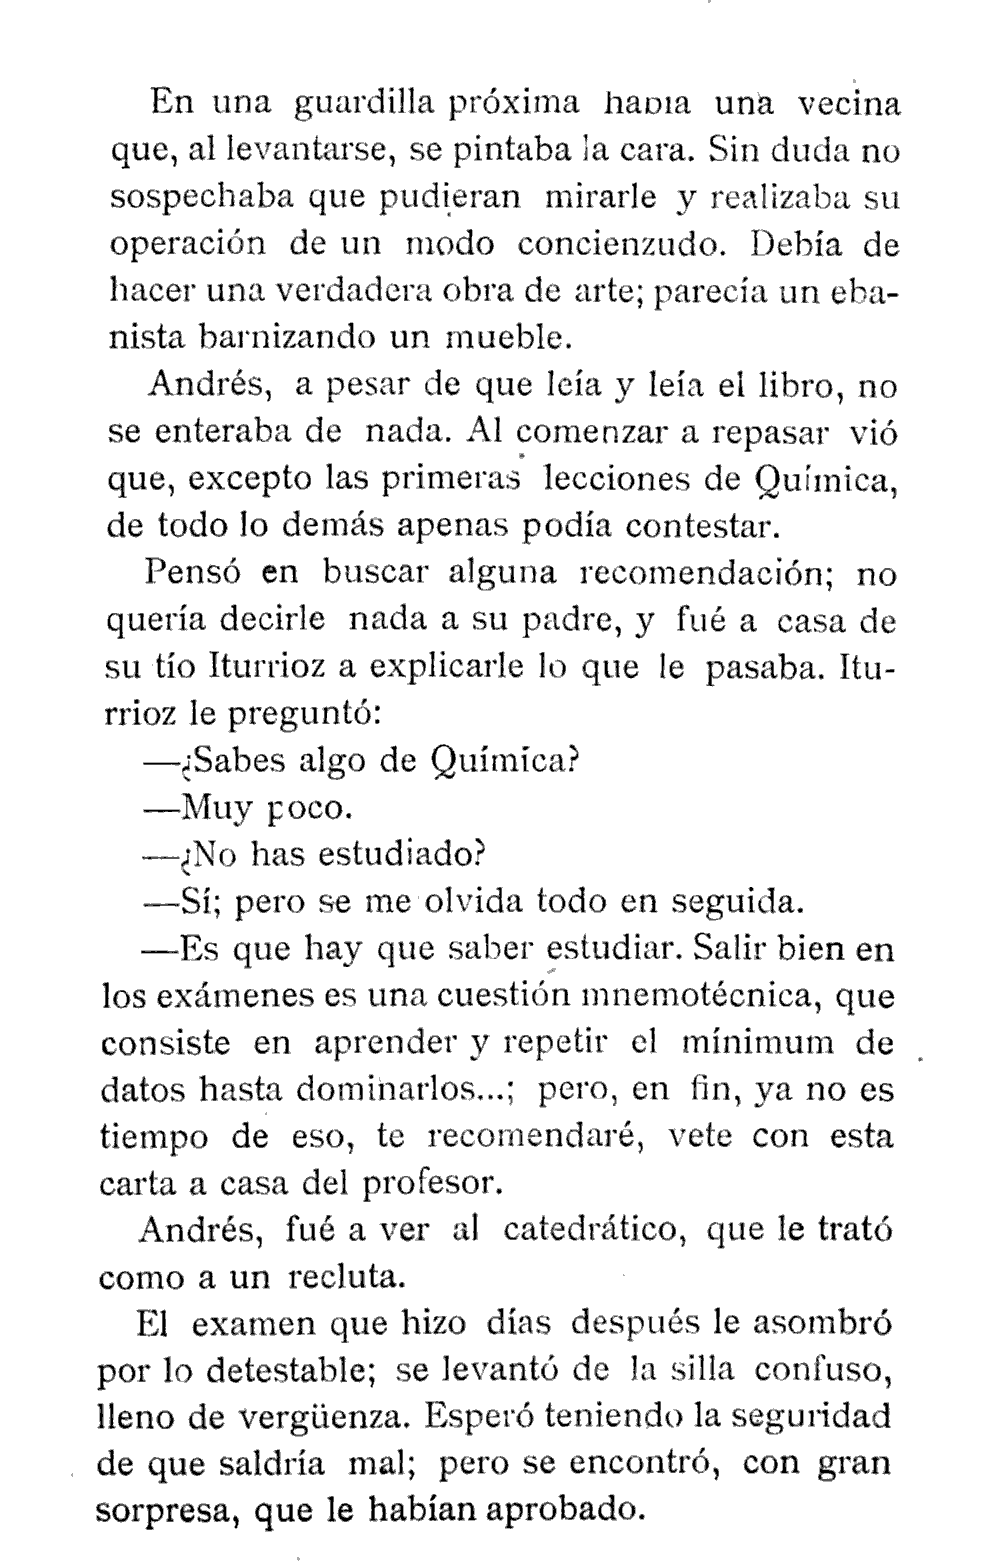 En una guardilla próxima había una vecina
que, al levantarse, se pintaba la cara. Sin duda no
sospechaba que pudieran mirarle y realizaba su
operación de un modo concienzudo. Debía de
hacer una verdadera obra de arte; parecía un eba-
nista barnizando un mueble.
Andrés, a pesar de que leía y leía el libro, no
se enteraba de nada. Al comenzar a repasar vió
que, excepto las primeras lecciones de Química,
de todo lo demás apenas podía contestar.
Pensó en buscar alguna recomendación; no
quería decirle nada a su padre, y fué a casa de
su tío Iturrioz a explicarle lo que le pasaba. Itu-
rrioz le preguntó:
—¿Sabes algo de Química?
—Muy poco.
—¿No has estudiado?
—Sí; pero se me olvida todo en seguida.
—Es que hay que saber estudiar. Salir bien en
los exámenes es una cuestión mnemotécnica, que
consiste en aprender y repetir el mínimum de
datos hasta dominarlos...; pero, en fin, ya no es
tiempo de eso, te recomendaré, vete con esta
carta a casa del profesor.
Andrés, fué a ver al catedrático, que le trató
como a un recluta.
El examen que hizo días después le asombró
por lo detestable; se levantó de la silla confuso,
lleno de vergüenza. Esperó teniendo la seguridad
de que saldría mal; pero se encontró, con gran
sorpresa, que le habían aprobado.